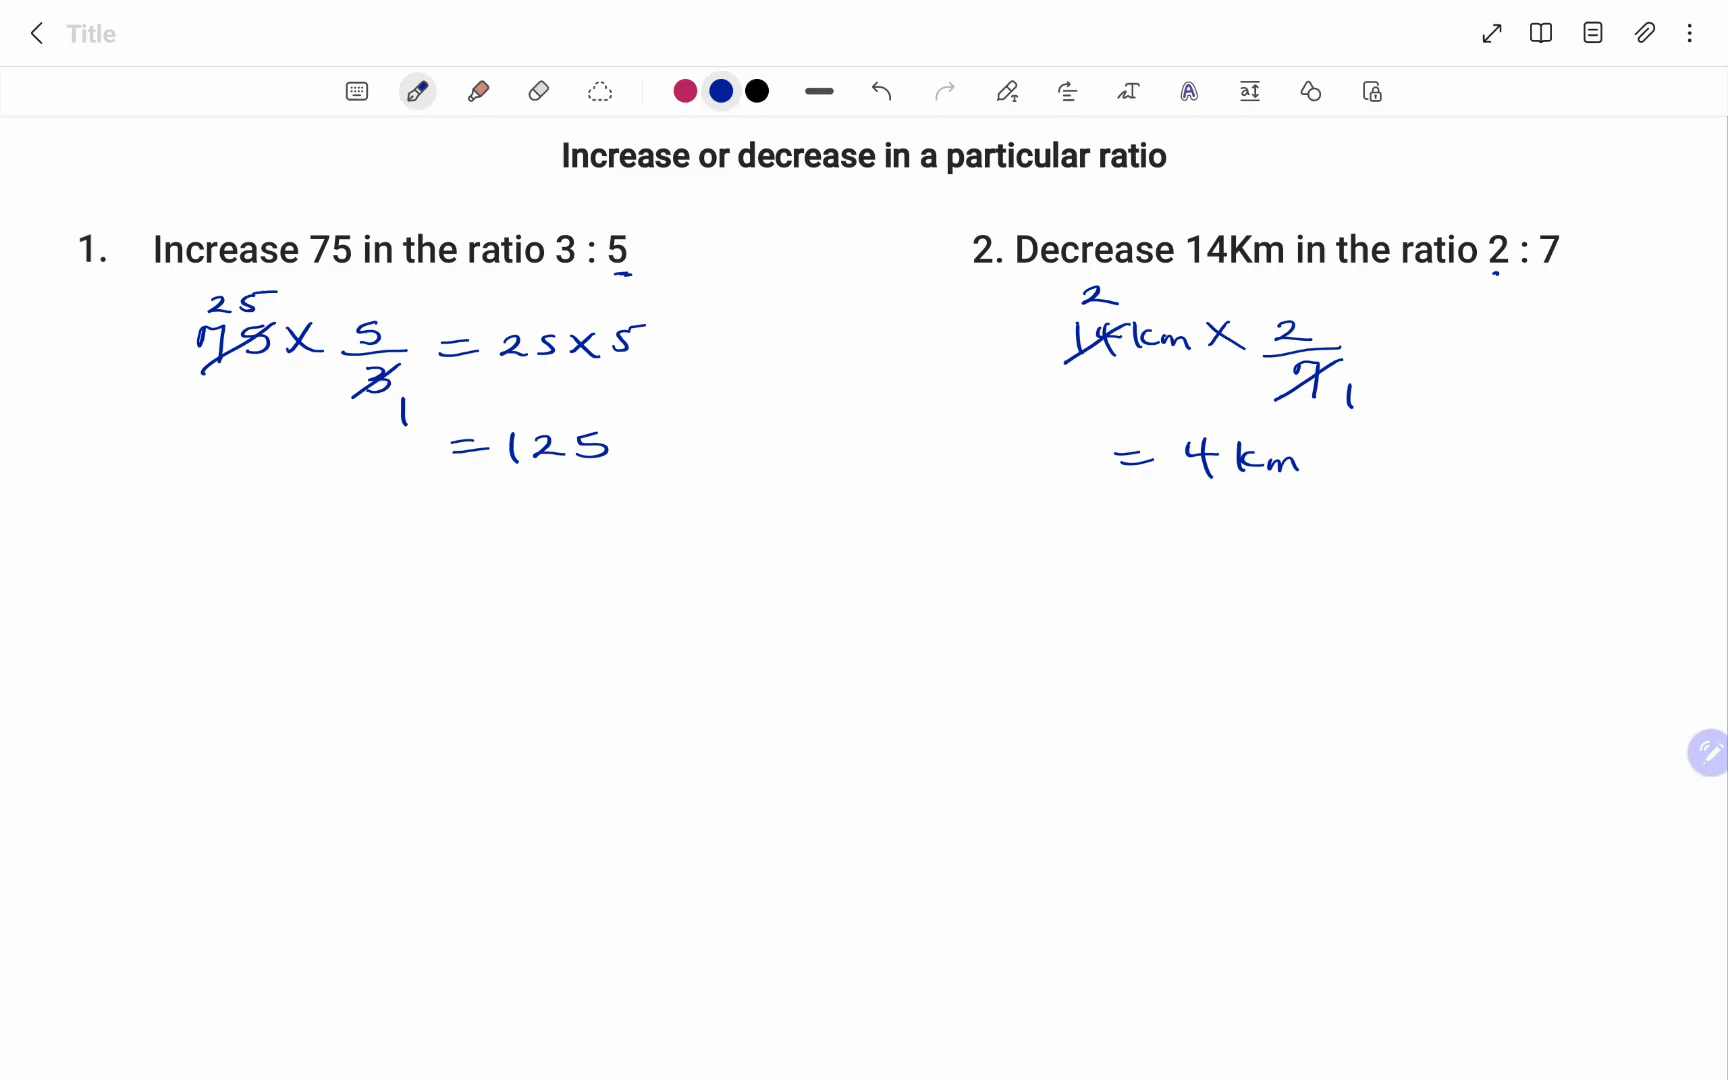 Title
Increase or decrease in a particular ratio
1. Increase 75 in the ratio 3 : 5
25
75 × 5/3 = 25 × 5
1
= 125
2. Decrease 14Km in the ratio 2 : 7
2
14km × 2/7
1
= 4 km